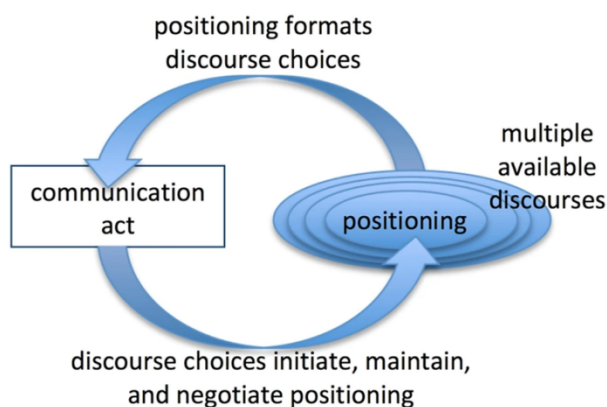 positioning formats
discourse choices
multiple
available
discourses
communication
act
positioning
discourse choices initiate, maintain,
and negotiate positioning